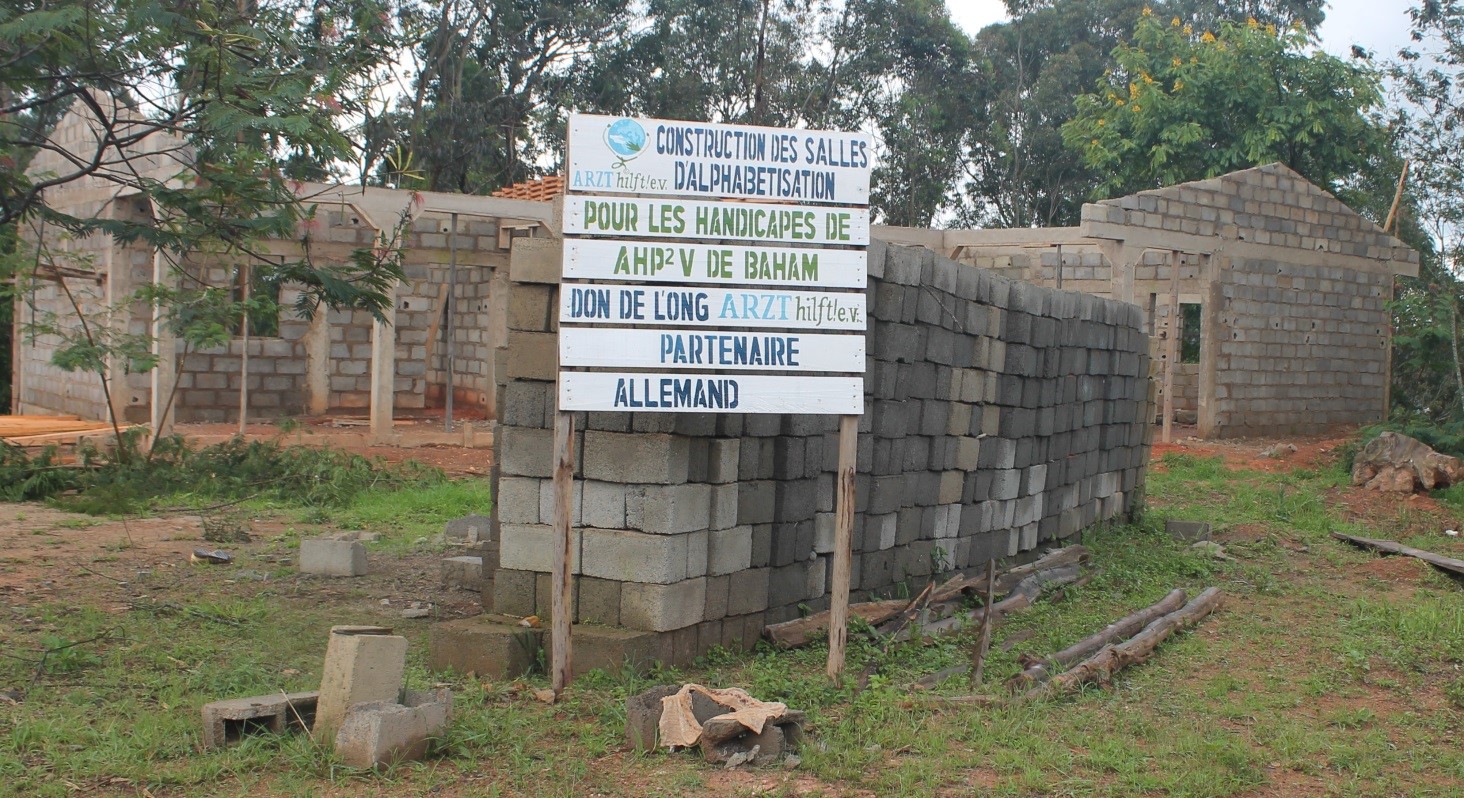 CONSTRUCTION DES SALLES
ARZT hilft!e.v. D'ALPHABETISATION
POUR LES HANDICAPES DE
AHP²V DE BAHAM
DON DE L'ONG ARZT hilft!e.v.
PARTENAIRE
ALLEMAND